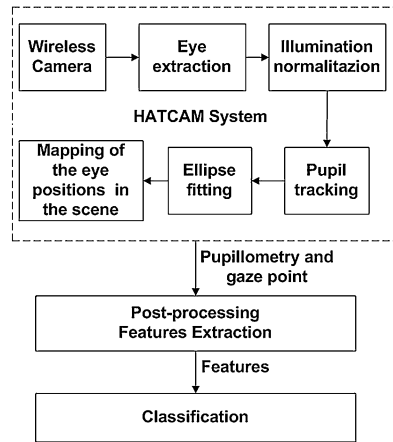 Wireless
Camera
Eye
extraction
Illumination
normalitazion
HATCAM System
Mapping of
the eye
positions in
the scene
Ellipse
fitting
Pupil
tracking
Pupillometry and
gaze point
Post-processing
Features Extraction
Features
Classification